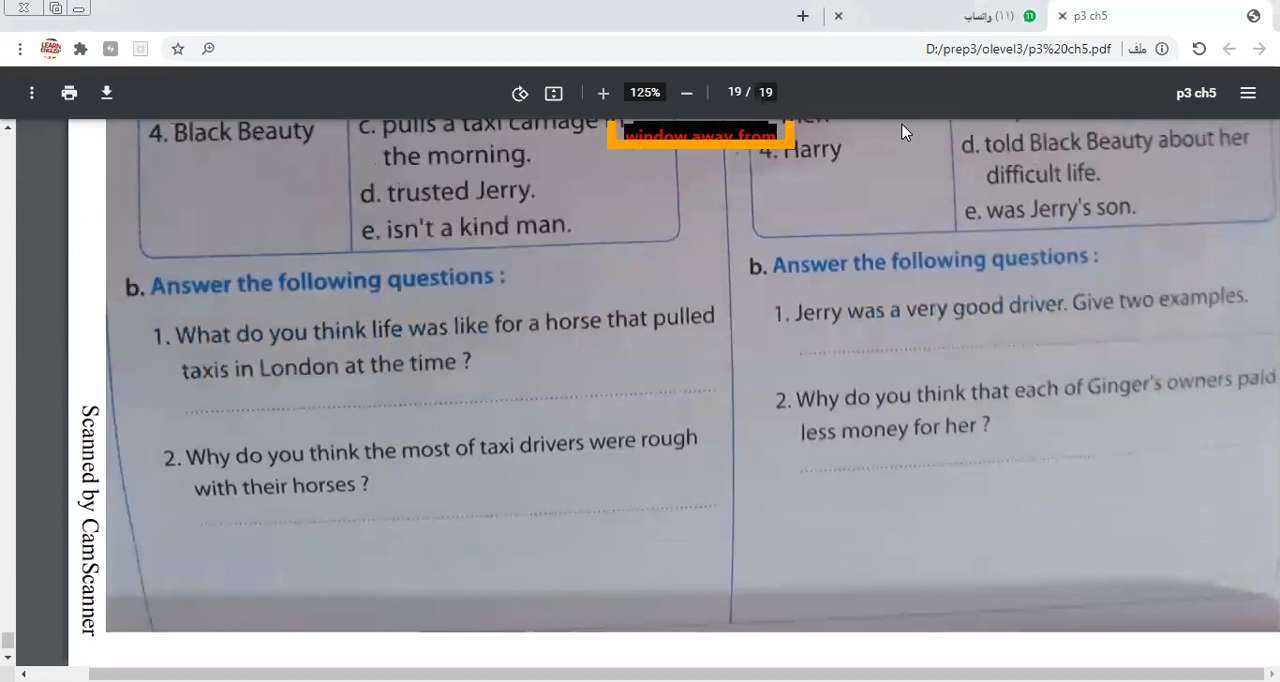 p3 ch5
واتساب (١١)
١١
D:/prep3/olevel3/p3%20ch5.pdf
ملف
LEARN ENGLISH
125%
19 / 19
p3 ch5
window away from
4. Black Beauty
c. pulls a taxi carriage
the morning.
d. trusted Jerry.
e. isn't a kind man.
b. Answer the following questions :
1. What do you think life was like for a horse that pulled
taxis in London at the time ?
2. Why do you think the most of taxi drivers were rough
with their horses ?
4. Harry
d. told Black Beauty about her
difficult life.
e. was Jerry's son.
b. Answer the following questions :
1. Jerry was a very good driver. Give two examples.
2. Why do you think that each of Ginger's owners paid
less money for her ?
Scanned by CamScanner